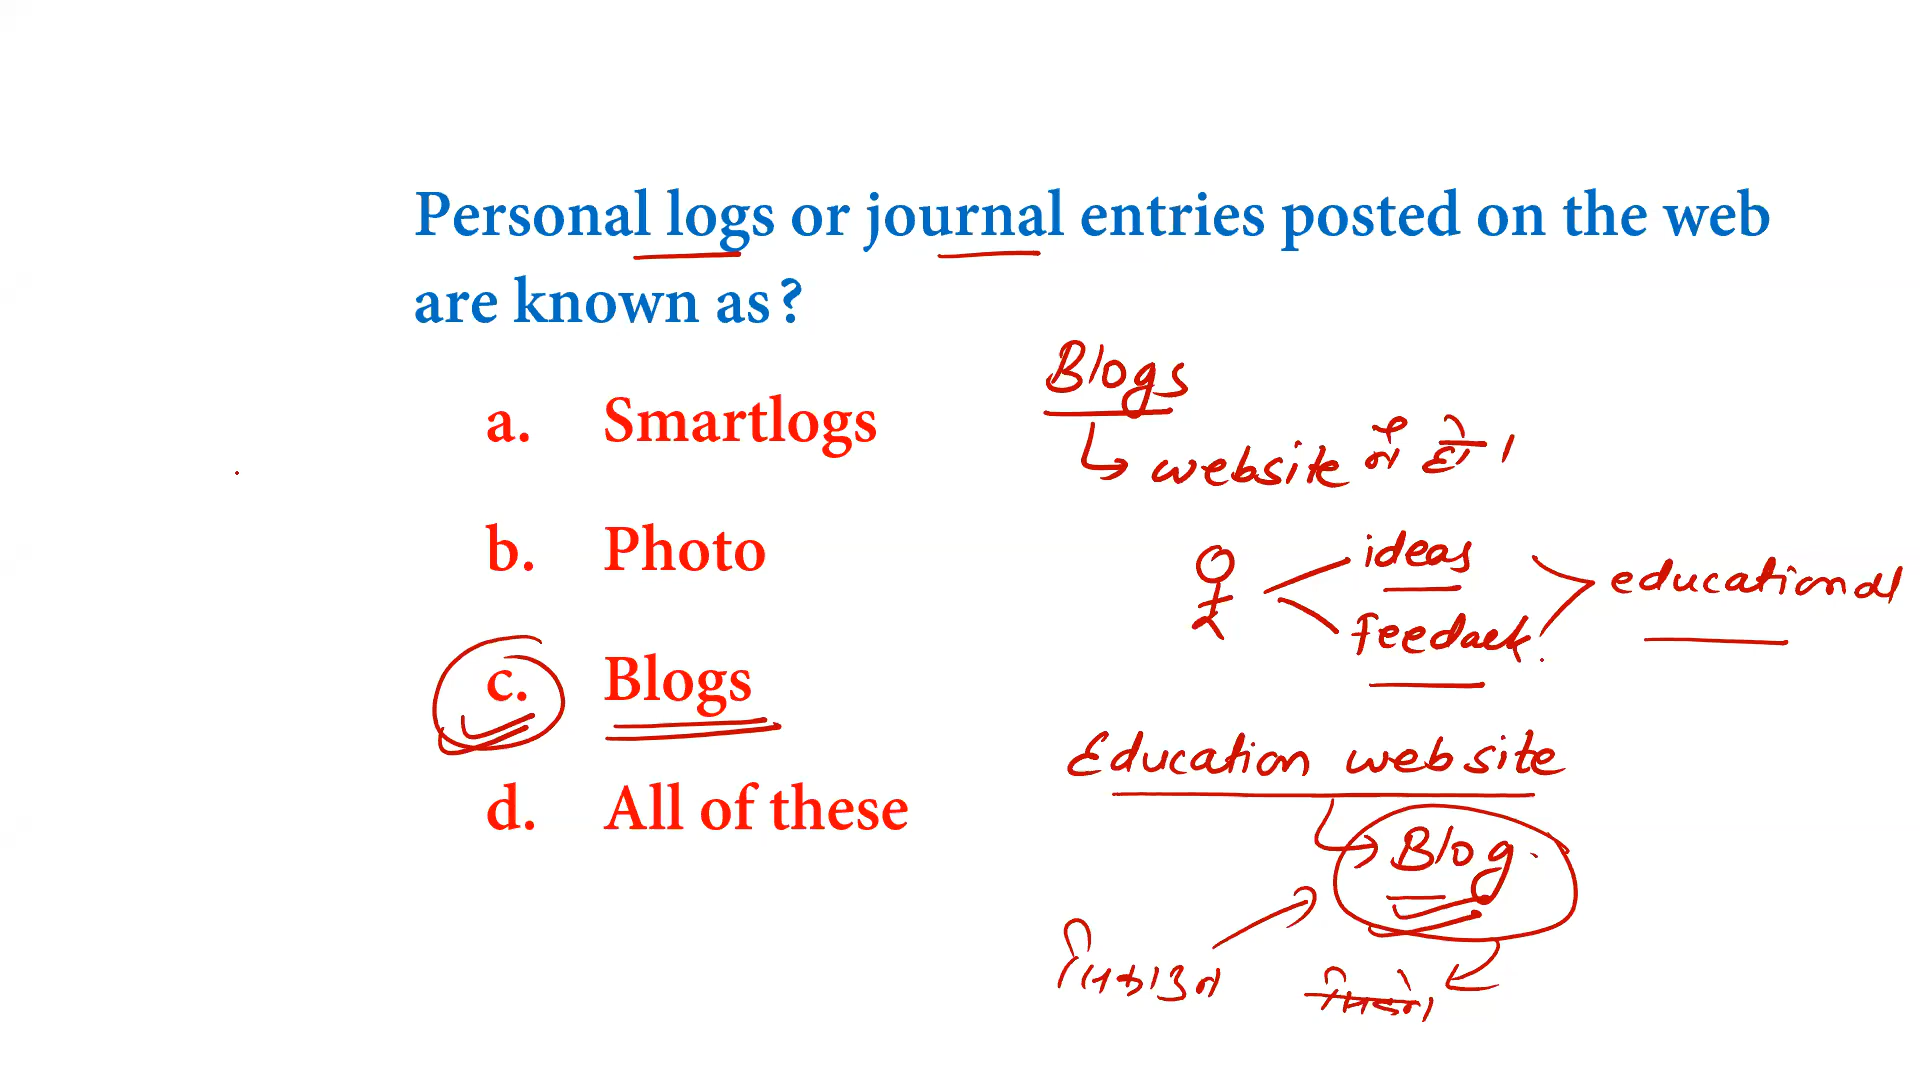 Personal logs or journal entries posted on the web
are known as?
a. Smartlogs
b. Photo
c. Blogs
d. All of these
Blogs
website
ideas
feedaek.
educational
Education website
Blog.